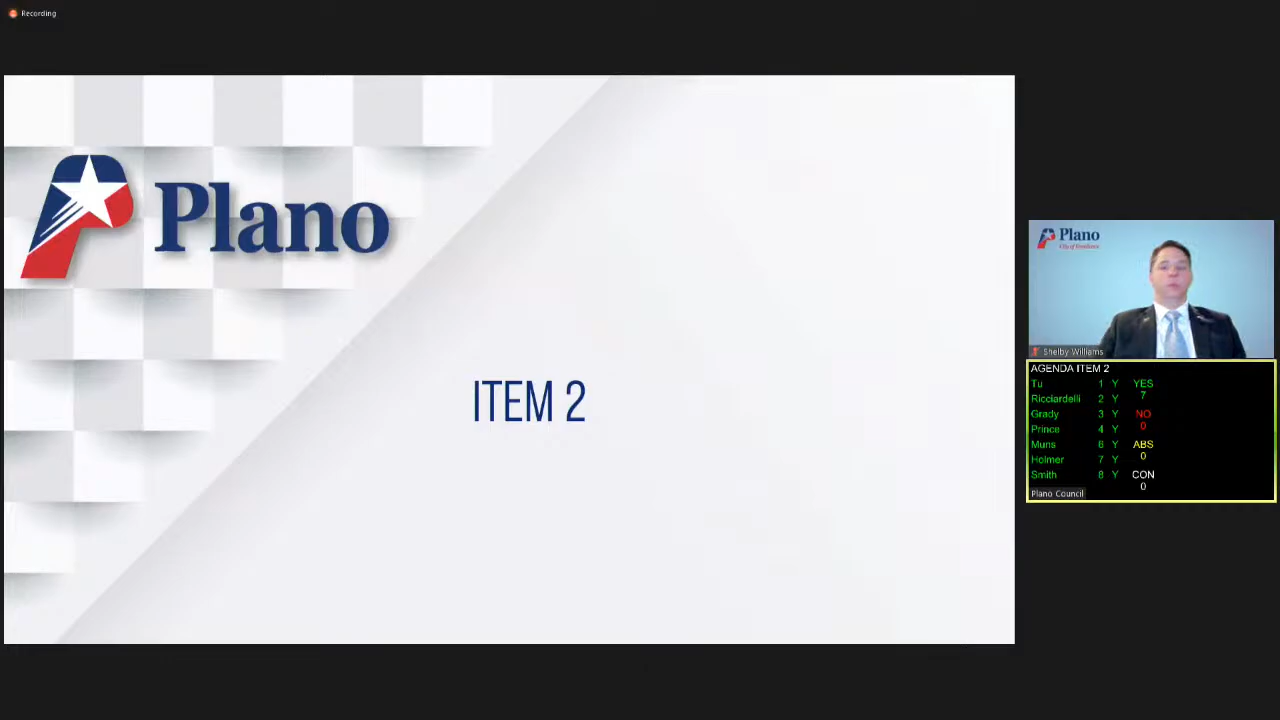 Recording
Plano
ITEM 2
Plano
City of Excellence
Shelby Williams
AGENDA ITEM 2
Tu 1 Y YES
7
Ricciardelli 2 Y
Grady 3 Y NO
0
Prince 4 Y
Muns 6 Y ABS
0
Holmer 7 Y
Smith 8 Y CON
0
Plano Council